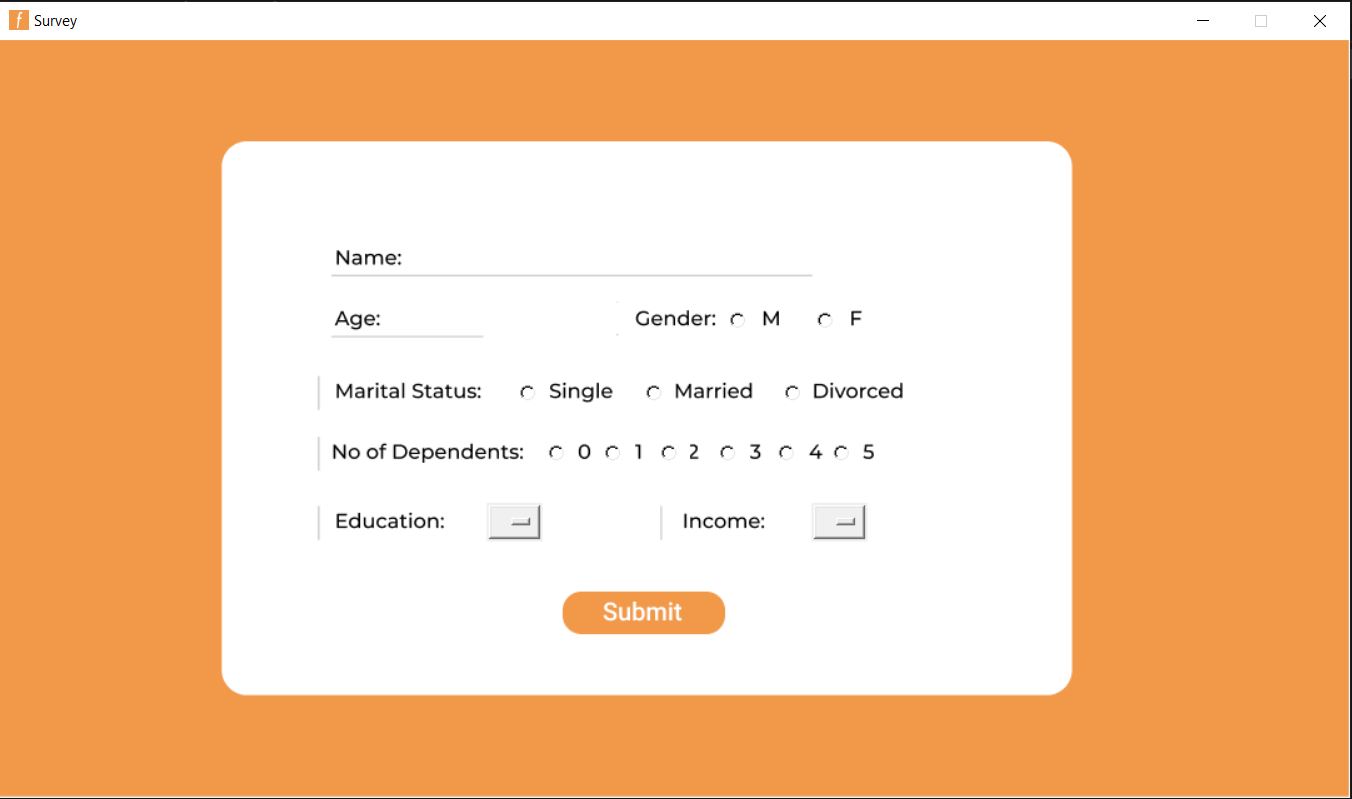 f Survey
Name:
Age: Gender: M F
Marital Status: Single Married Divorced
No of Dependents: 0 1 2 3 4 5
Education: Income:
Submit